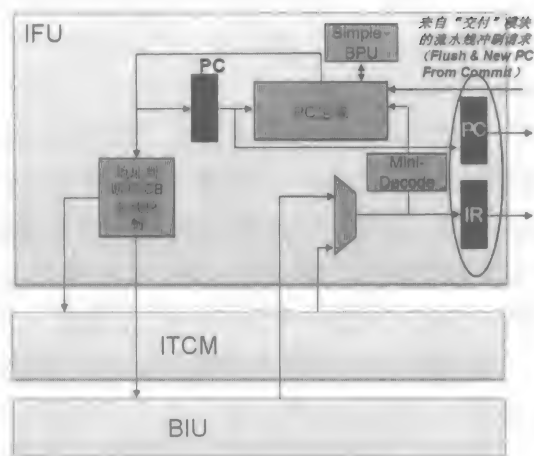 IFU
Simple-
BPU
来自“交付”模块
的流水线冲刷请求
(Flush & New PC
From Commit)
PC
PC生成
PC
Mini-
Decode
IR
ITCM
BIU